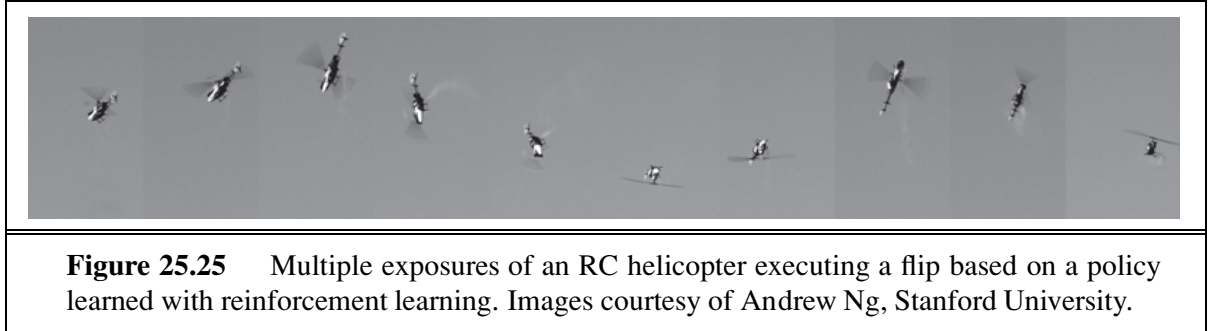 Figure 25.25 Multiple exposures of an RC helicopter executing a flip based on a policy
learned with reinforcement learning. Images courtesy of Andrew Ng, Stanford University.